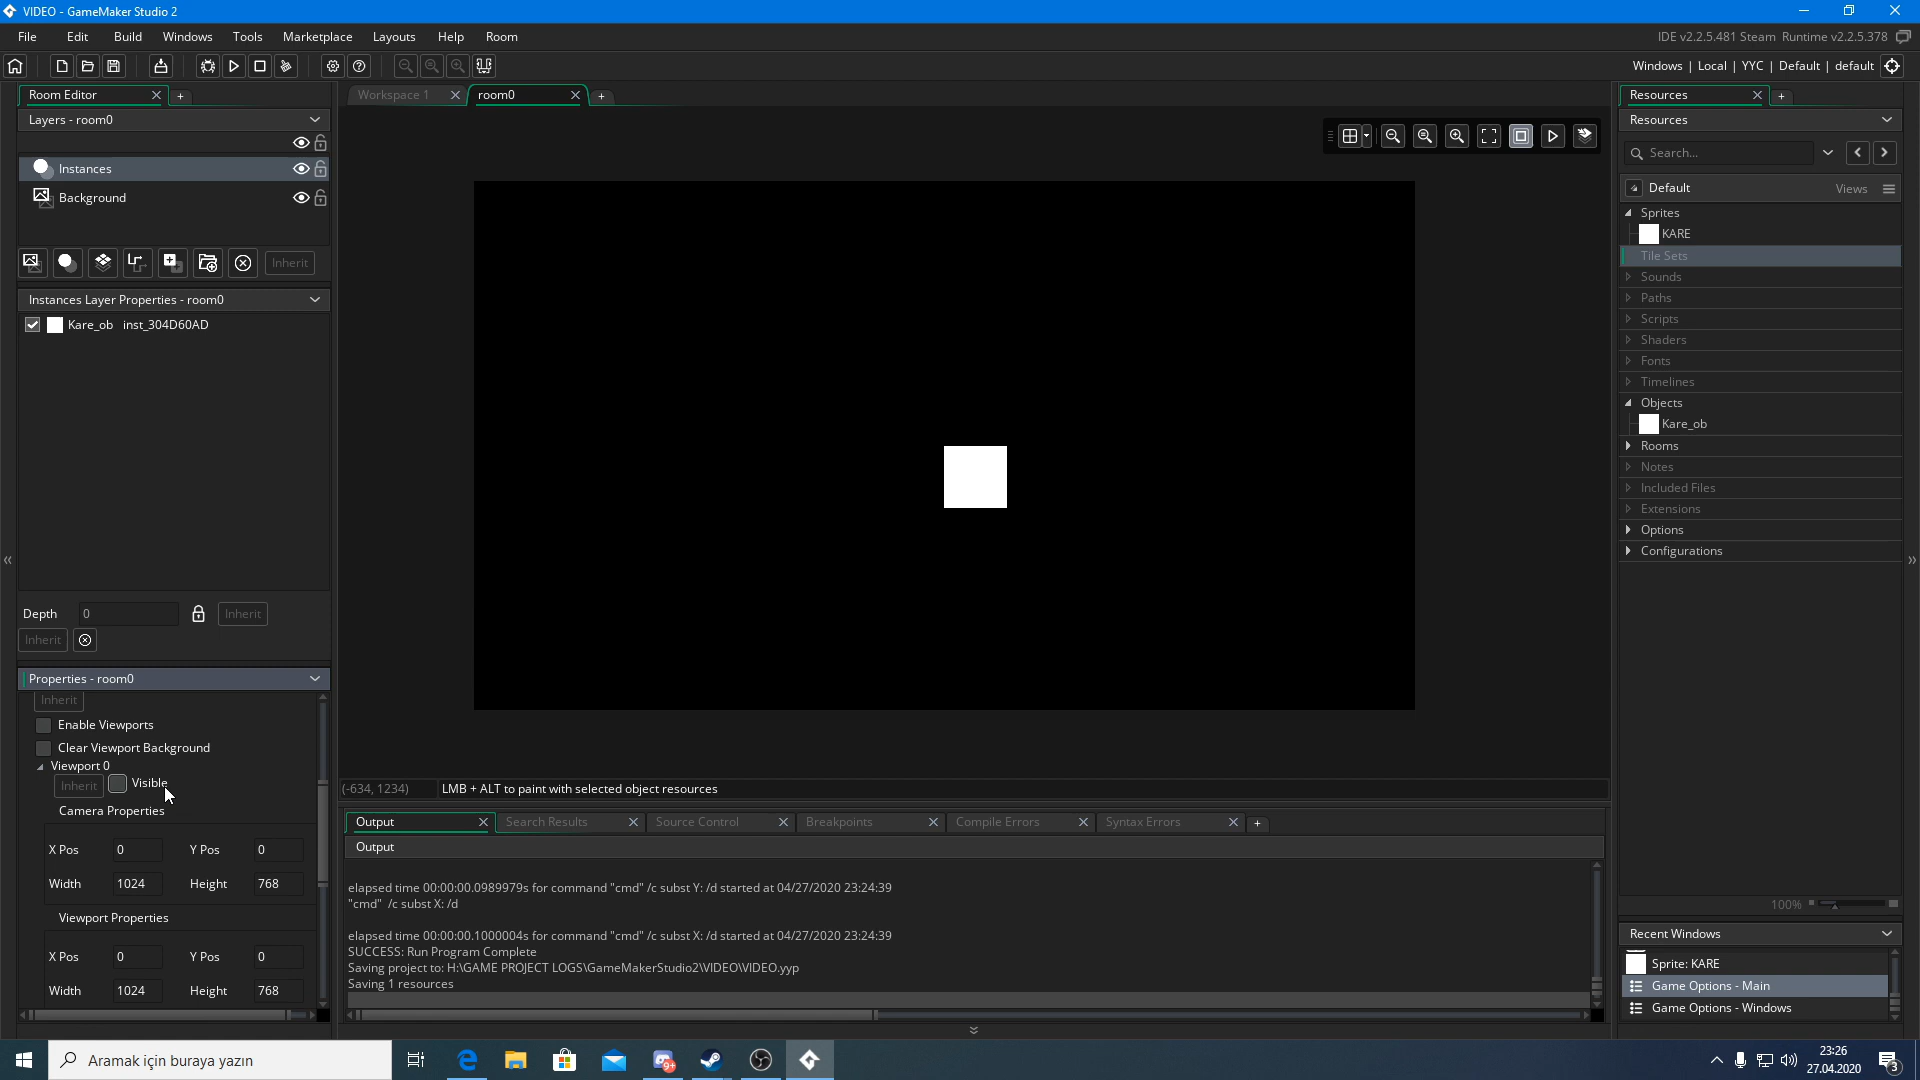 VIDEO - GameMaker Studio 2
File Edit Build Windows Tools Marketplace Layouts Help Room
IDE v2.2.5.481 Steam Runtime v2.2.5.378
Windows | Local | YYC | Default | default
Room Editor
Layers - room0
Instances
Background
Inherit
Instances Layer Properties - room0
Kare_ob inst_304D60AD
Depth 0 Inherit
Inherit
Properties - room0
Inherit
Enable Viewports
Clear Viewport Background
Viewport 0
Inherit Visible
Camera Properties
X Pos 0 Y Pos 0
Width 1024 Height 768
Viewport Properties
X Pos 0 Y Pos 0
Width 1024 Height 768
Workspace 1
room0
(-634, 1234) LMB + ALT to paint with selected object resources
Output Search Results Source Control Breakpoints Compile Errors Syntax Errors
Output
elapsed time 00:00:00.0989979s for command "cmd" /c subst Y: /d started at 04/27/2020 23:24:39
"cmd" /c subst X: /d
elapsed time 00:00:00.1000004s for command "cmd" /c subst X: /d started at 04/27/2020 23:24:39
SUCCESS: Run Program Complete
Saving project to: H:\GAME PROJECT LOGS\GameMakerStudio2\VIDEO\VIDEO.yyp
Saving 1 resources
Resources
Resources
Search...
Default Views
Sprites
KARE
Tile Sets
Sounds
Paths
Scripts
Shaders
Fonts
Timelines
Objects
Kare_ob
Rooms
Notes
Included Files
Extensions
Options
Configurations
100%
Recent Windows
Sprite: KARE
Game Options - Main
Game Options - Windows
Aramak için buraya yazın
9+
23:26
27.04.2020
3